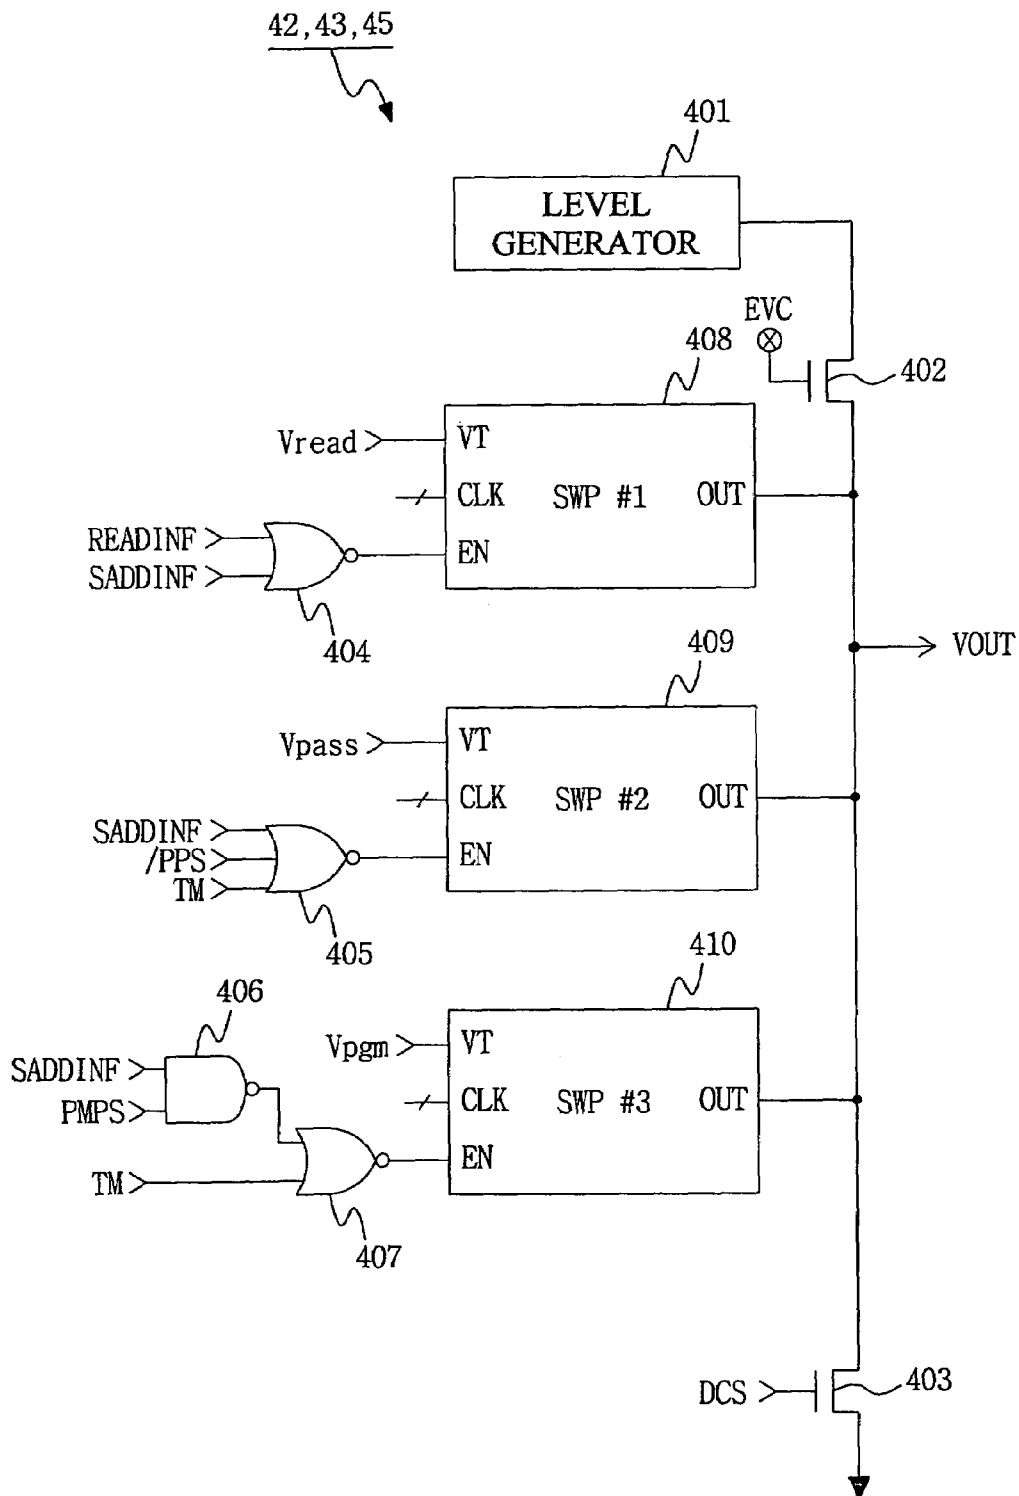 42,43,45
401
LEVEL
GENERATOR
EVC
402
408
Vread
VT
CLK
SWP #1
OUT
READINF
SADDINF
EN
404
VOUT
409
Vpass
VT
CLK
SWP #2
OUT
SADDINF
/PPS
TM
EN
405
410
406
Vpgm
VT
SADDINF
PMPS
CLK
SWP #3
OUT
TM
EN
407
DCS
403